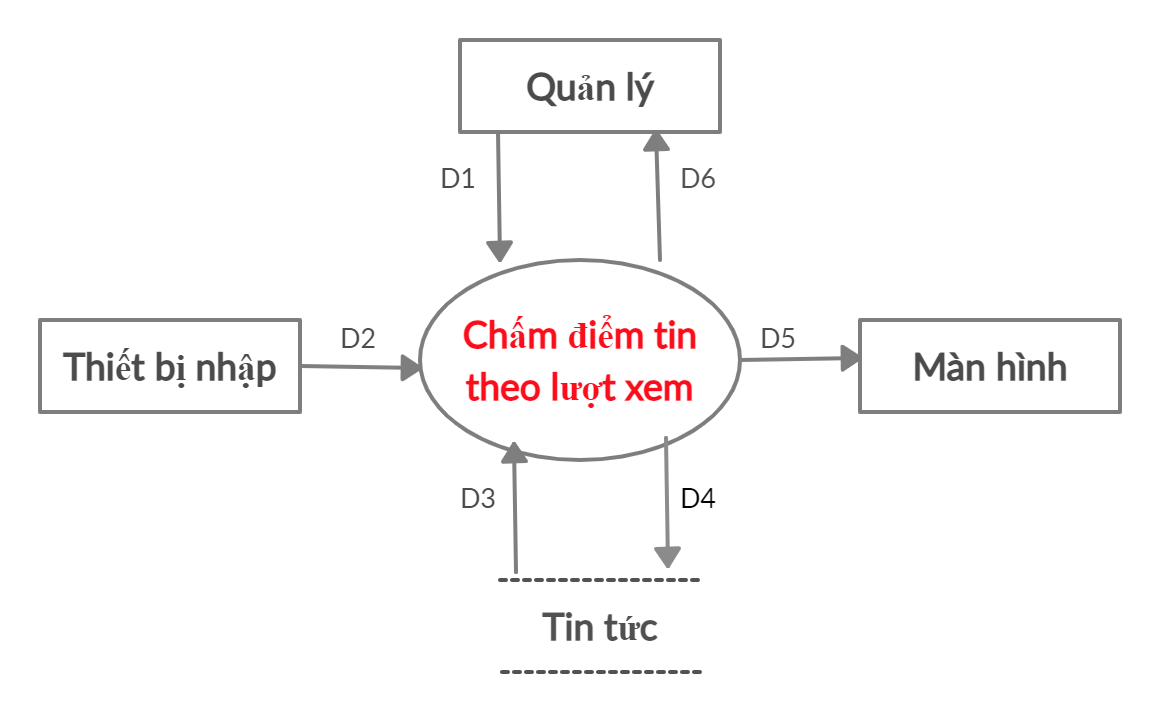 Quản lý
D1
D6
Thiết bị nhập
D2
Chấm điểm tin
theo lượt xem
D5
Màn hình
D3
D4
Tin tức